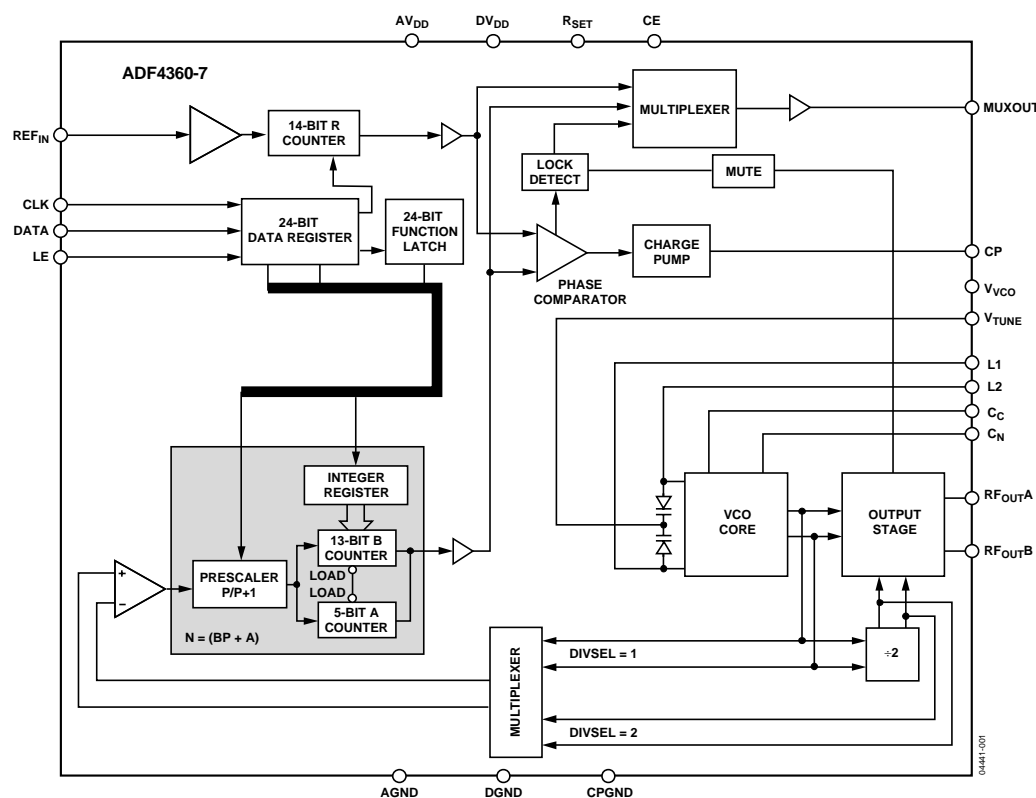 AVDD
DVDD
RSET
CE
ADF4360-7
REFIN
14-BIT R
COUNTER
MULTIPLEXER
MUXOUT
LOCK
DETECT
MUTE
CLK
DATA
LE
24-BIT
DATA REGISTER
24-BIT
FUNCTION
LATCH
CHARGE
PUMP
CP
PHASE
COMPARATOR
VVCO
VTUNE
L1
L2
CC
CN
INTEGER
REGISTER
VCO
CORE
OUTPUT
STAGE
RFOUTA
RFOUTB
13-BIT B
COUNTER
+
−
PRESCALER
P/P+1
LOAD
LOAD
5-BIT A
COUNTER
N = (BP + A)
MULTIPLEXER
DIVSEL = 1
÷2
DIVSEL = 2
04441-001
AGND
DGND
CPGND